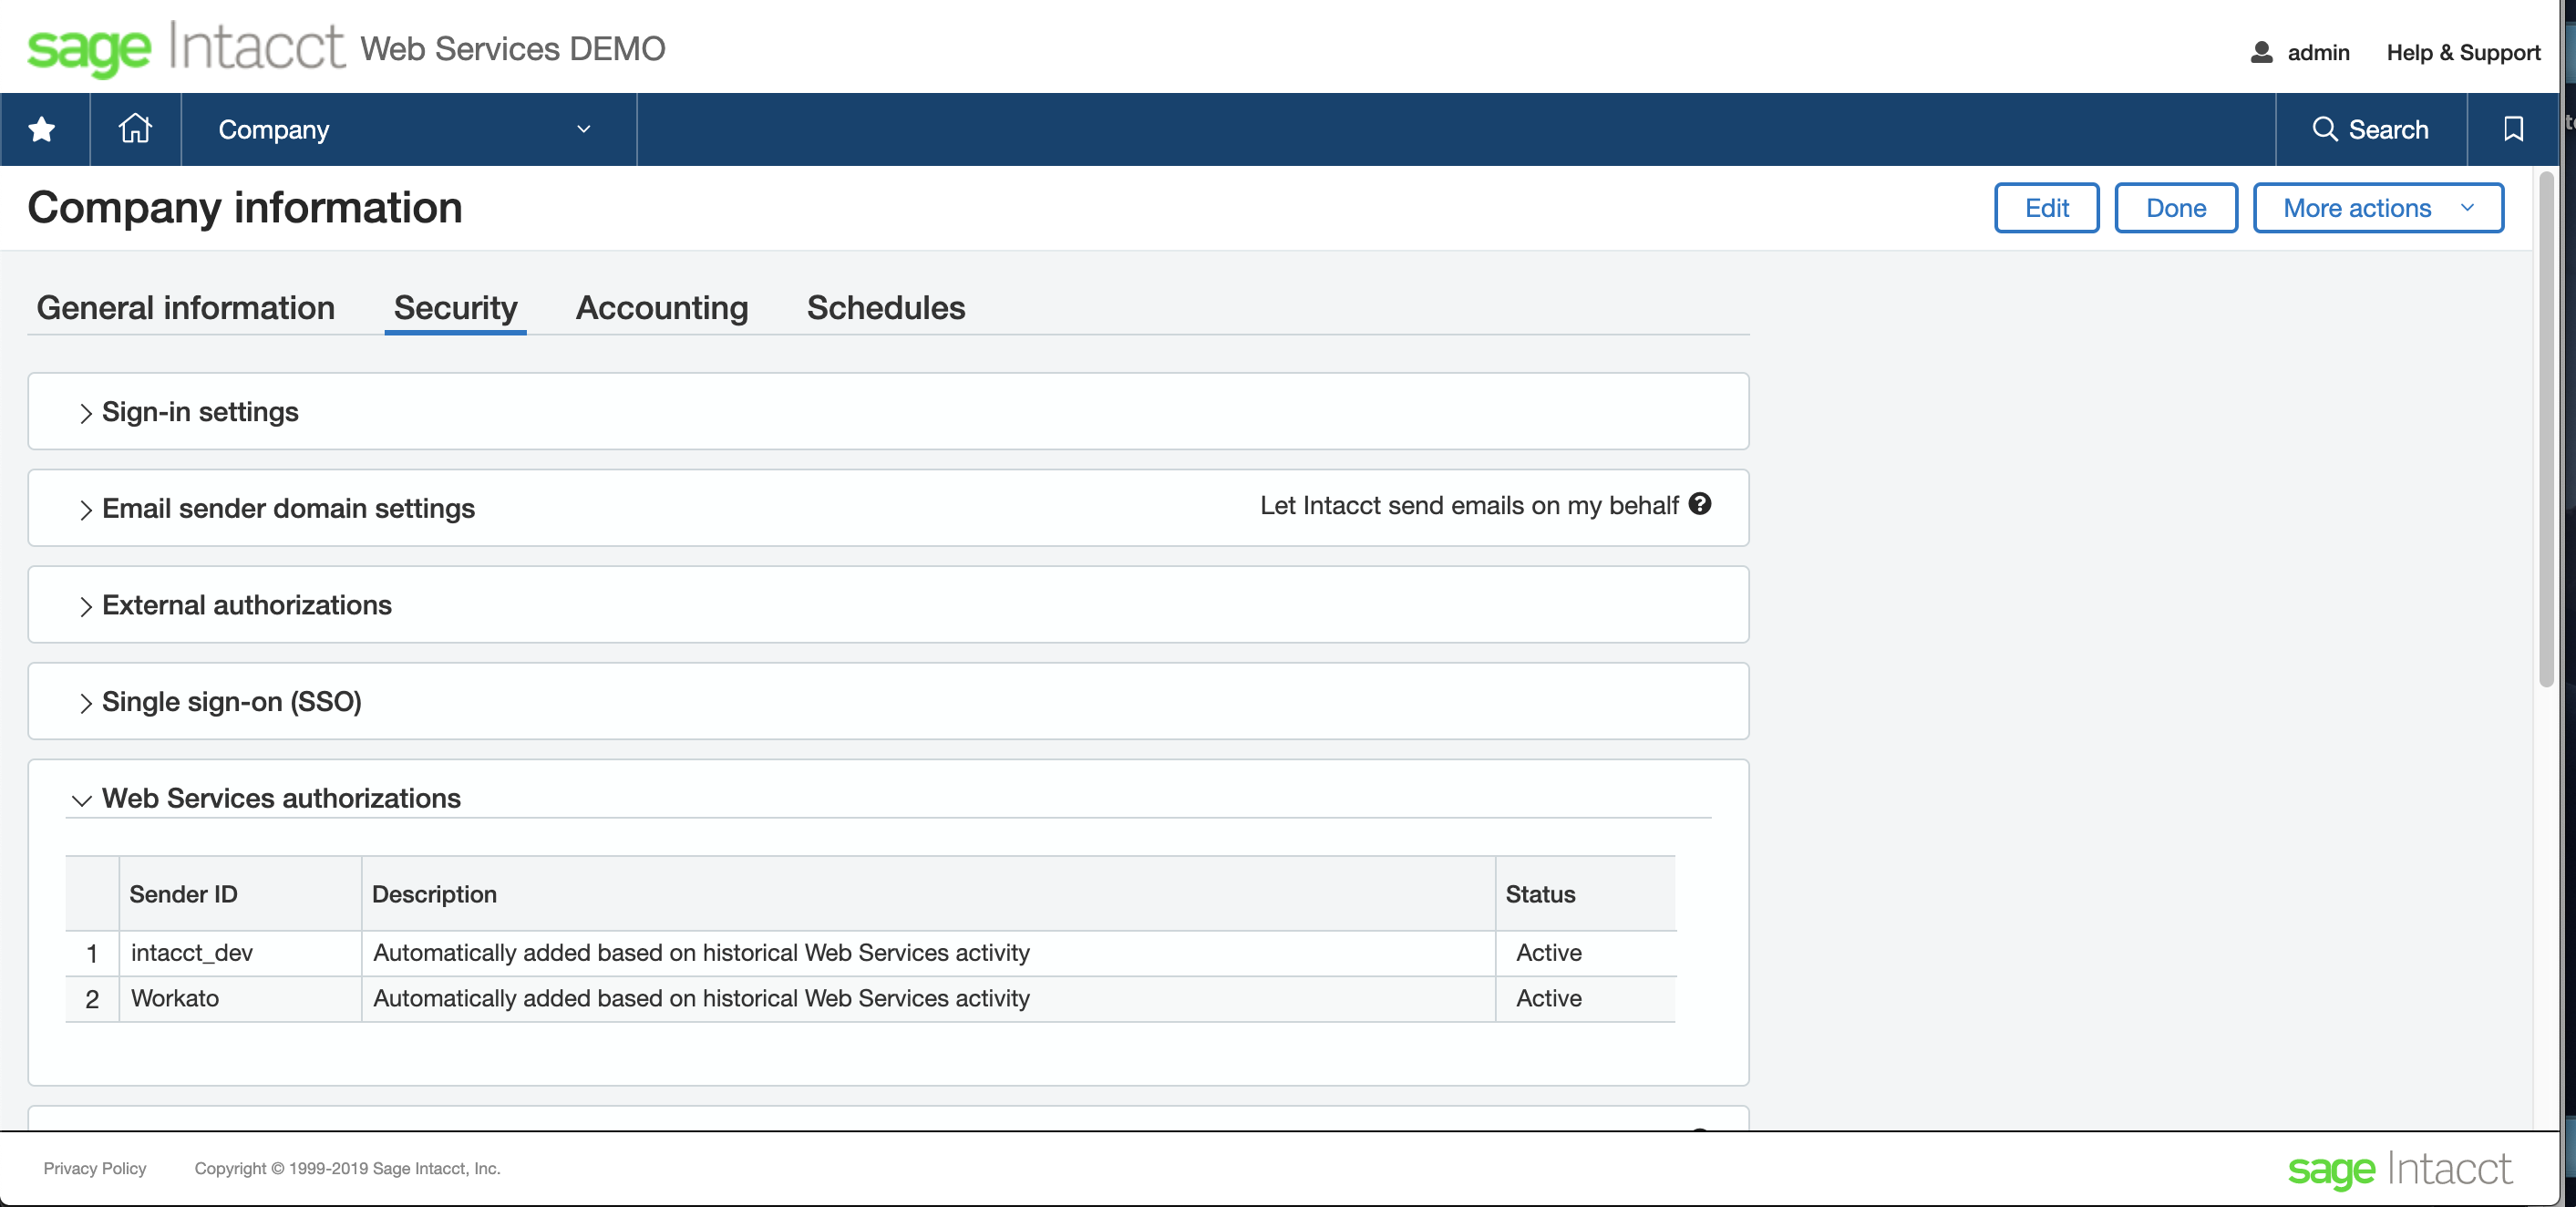 sage Intacct Web Services DEMO
admin Help & Support
Company Search
Company information Edit Done More actions
General information Security Accounting Schedules
Sign-in settings
Email sender domain settings Let Intacct send emails on my behalf ?
External authorizations
Single sign-on (SSO)
Web Services authorizations
Sender ID Description Status
1 intacct_dev Automatically added based on historical Web Services activity Active
2 Workato Automatically added based on historical Web Services activity Active
Privacy Policy Copyright © 1999-2019 Sage Intacct, Inc. sage Intacct